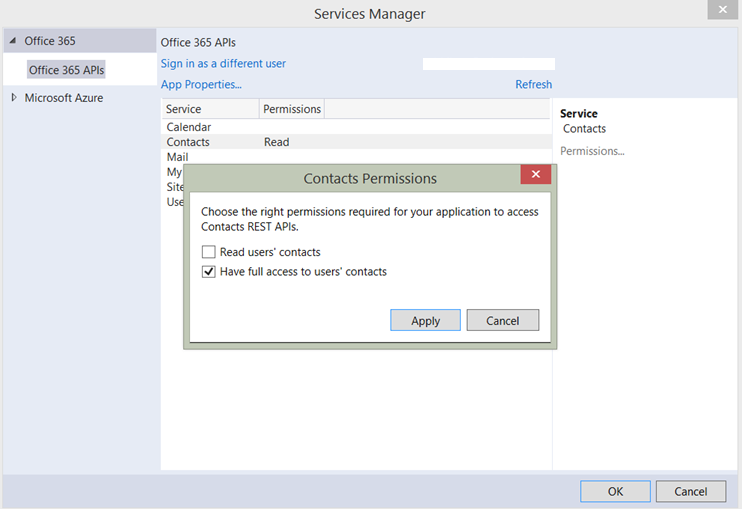 Services Manager
Office 365
Office 365 APIs
Microsoft Azure
Office 365 APIs
Sign in as a different user
App Properties...
Refresh
Service Permissions
Calendar
Contacts Read
Mail
My
Site
Use
Service
Contacts
Permissions...
Contacts Permissions
Choose the right permissions required for your application to access
Contacts REST APIs.
Read users' contacts
Have full access to users' contacts
Apply Cancel
OK Cancel